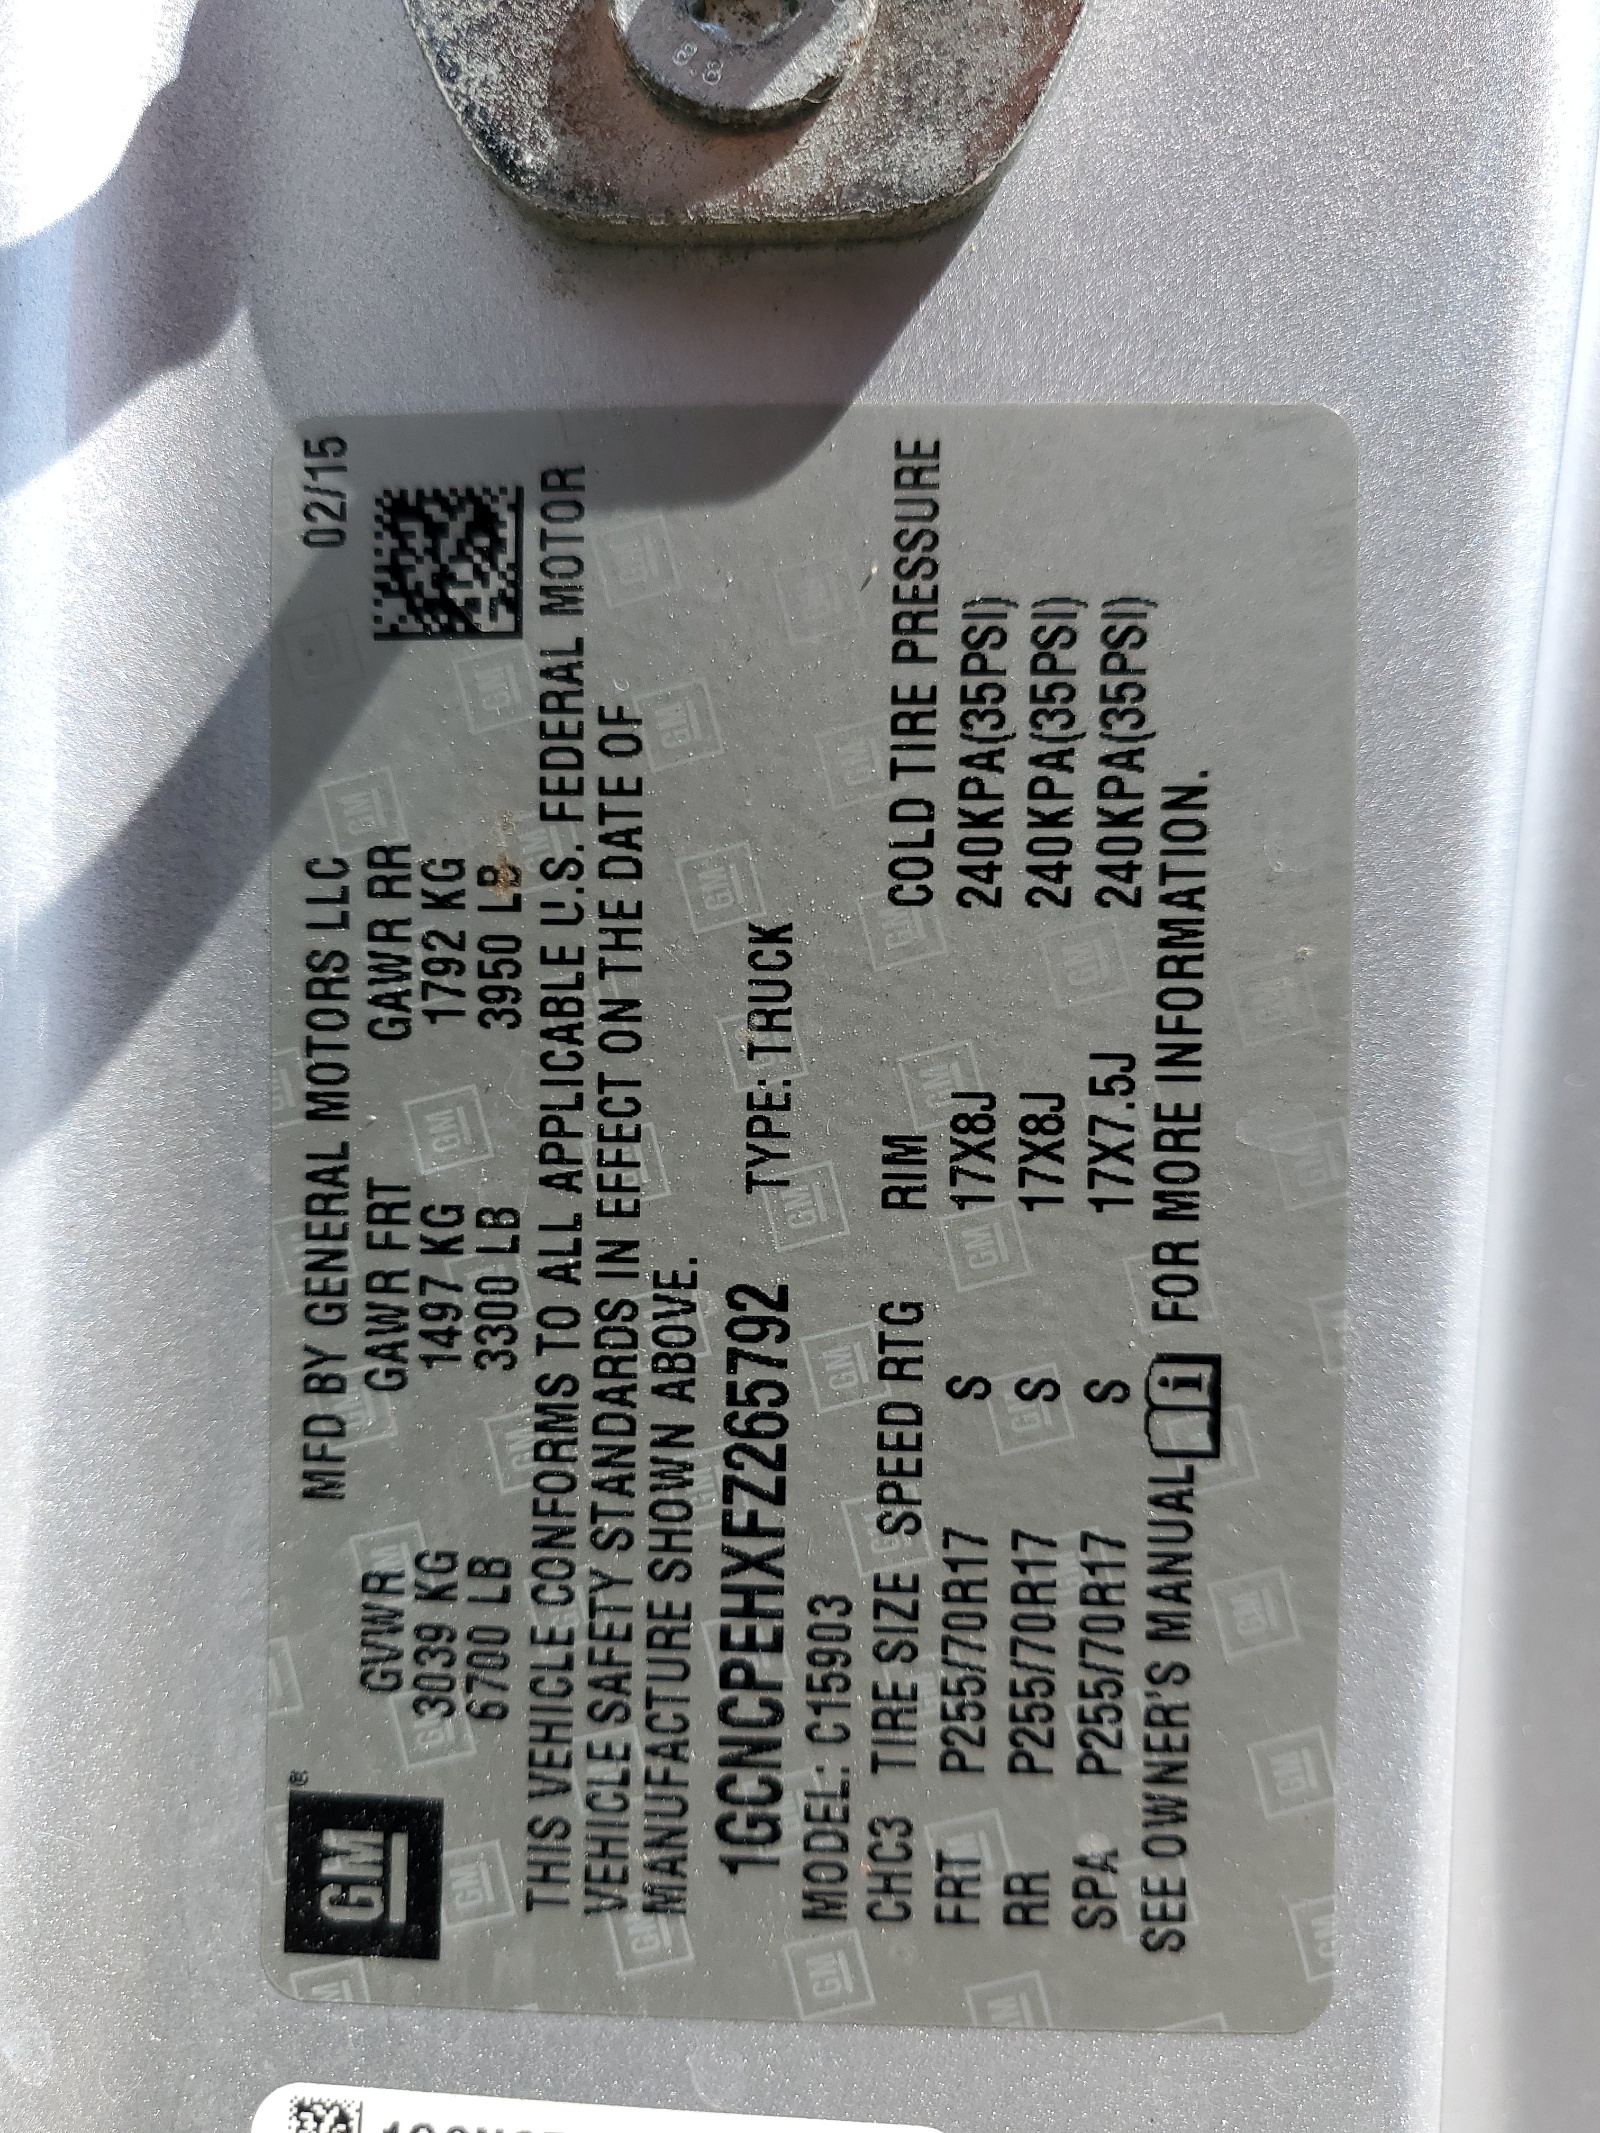 GM®
MFD BY GENERAL MOTORS LLC 02/15
GVWR GAWR FRT GAWR RR
3039 KG 1497 KG 1792 KG
6700 LB 3300 LB 3950 LB
THIS VEHICLE CONFORMS TO ALL APPLICABLE U.S. FEDERAL MOTOR
VEHICLE SAFETY STANDARDS IN EFFECT ON THE DATE OF
MANUFACTURE SHOWN ABOVE.
1GCNCPEHXFZ265792 TYPE: TRUCK
MODEL: C15903
CHC3 TIRE SIZE SPEED RTG RIM COLD TIRE PRESSURE
FRT P255/70R17 S 17X8J 240KPA(35PSI)
RR P255/70R17 S 17X8J 240KPA(35PSI)
SPA P255/70R17 S 17X7.5J 240KPA(35PSI)
SEE OWNER'S MANUAL i FOR MORE INFORMATION.
8.8